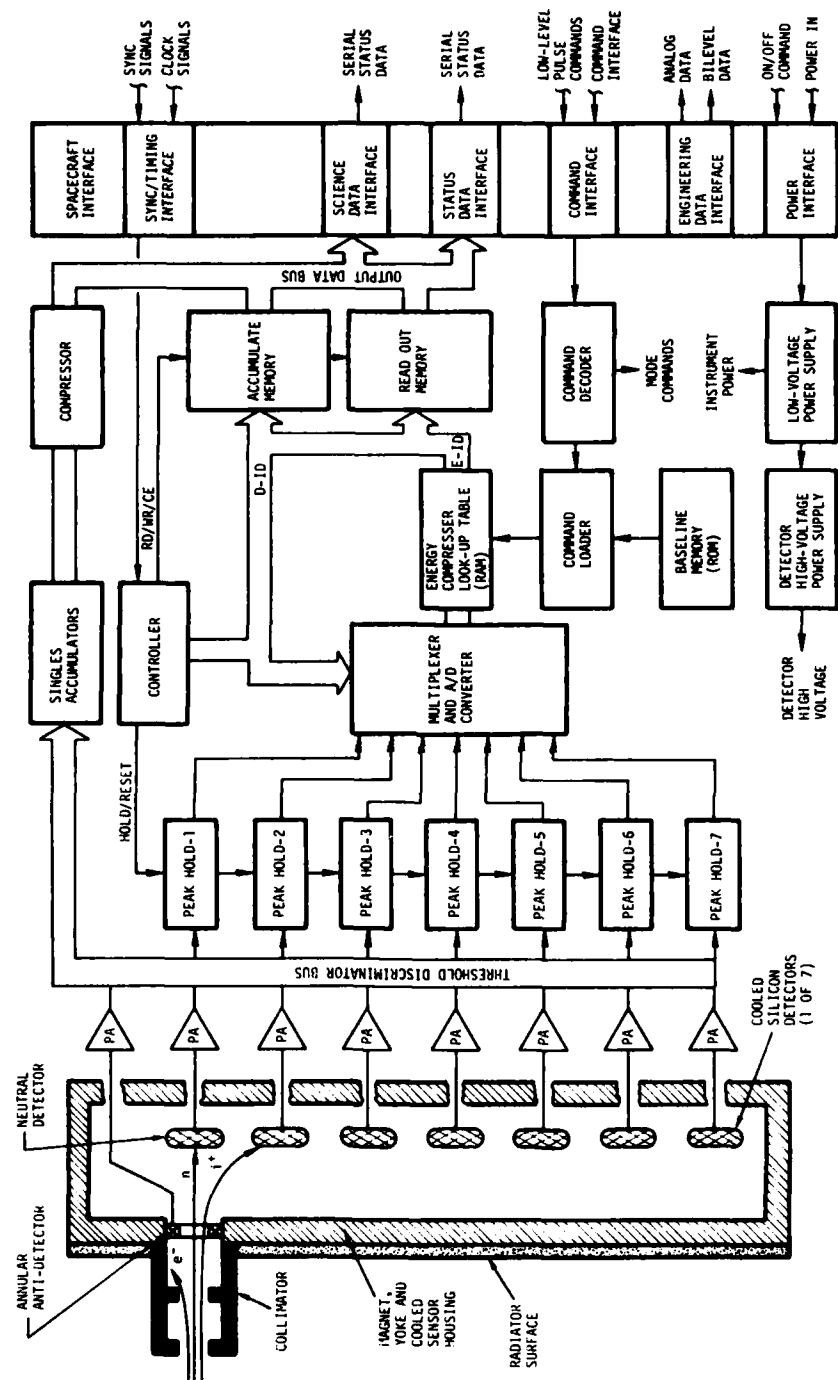 SPACECRAFT
INTERFACE
SYNC/TIMING
INTERFACE
SYNC
SIGNALS
CLOCK
SIGNALS
SCIENCE
DATA
INTERFACE
SERIAL
STATUS
DATA
STATUS
DATA
INTERFACE
SERIAL
STATUS
DATA
COMMAND
INTERFACE
LOW-LEVEL
PULSE
COMMANDS
COMMAND
INTERFACE
ENGINEERING
DATA
INTERFACE
ANALOG
DATA
BILEVEL
DATA
POWER
INTERFACE
ON/OFF
COMMAND
POWER IN
OUTPUT DATA BUS
COMPRESSOR
ACCUMULATE
MEMORY
READ OUT
MEMORY
COMMAND
DECODER
MODE
COMMANDS
INSTRUMENT
POWER
LOW-VOLTAGE
POWER SUPPLY
RD/WR/CE
D-ID
E-ID
ENERGY
COMPRESSER
LOOK-UP TABLE
(RAM)
COMMAND
LOADER
BASELINE
MEMORY
(ROM)
DETECTOR
HIGH-VOLTAGE
POWER SUPPLY
DETECTOR
HIGH
VOLTAGE
SINGLES
ACCUMULATORS
CONTROLLER
MULTIPLEXER
AND A/D
CONVERTER
HOLD/RESET
PEAK HOLD-1
PEAK HOLD-2
PEAK HOLD-3
PEAK HOLD-4
PEAK HOLD-5
PEAK HOLD-6
PEAK HOLD-7
THRESHOLD DISCRIMINATOR BUS
PA
PA
PA
PA
PA
PA
PA
PA
COOLED
SILICON
DETECTORS
(1 OF 7)
NEUTRAL
DETECTOR
n
i+
e-
ANNULAR
ANTI-DETECTOR
COLLIMATOR
MAGNET,
YOKE AND
COOLED
SENSOR
HOUSING
RADIATOR
SURFACE